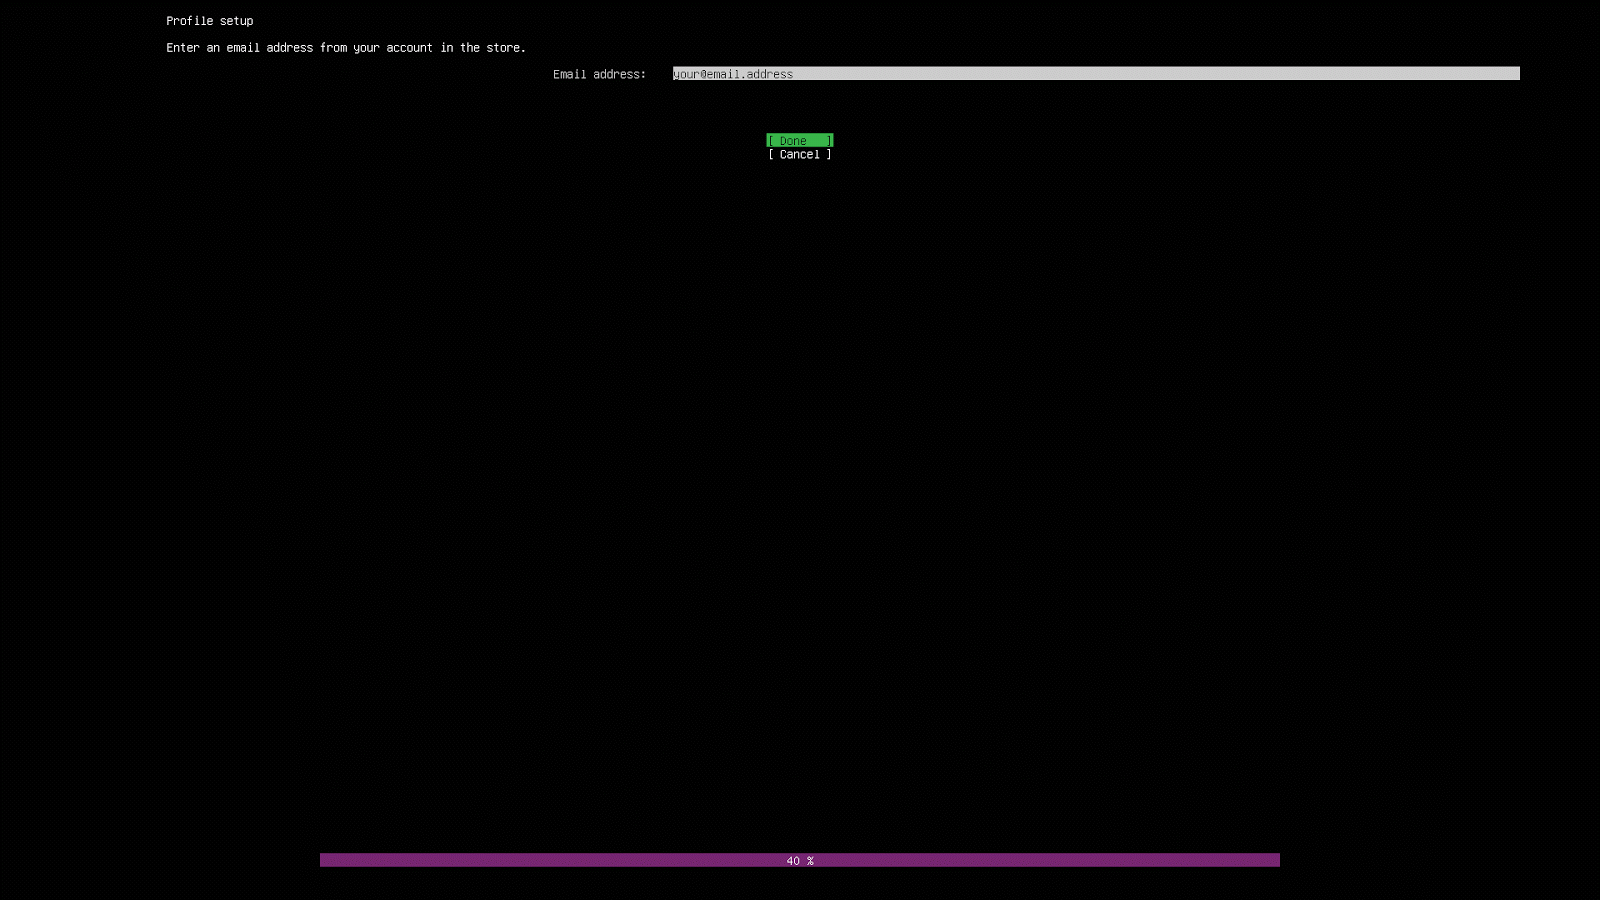 Profile setup
Enter an email address from your account in the store.
Email address: your@email.address
[ Done ]
[ Cancel ]
40 %